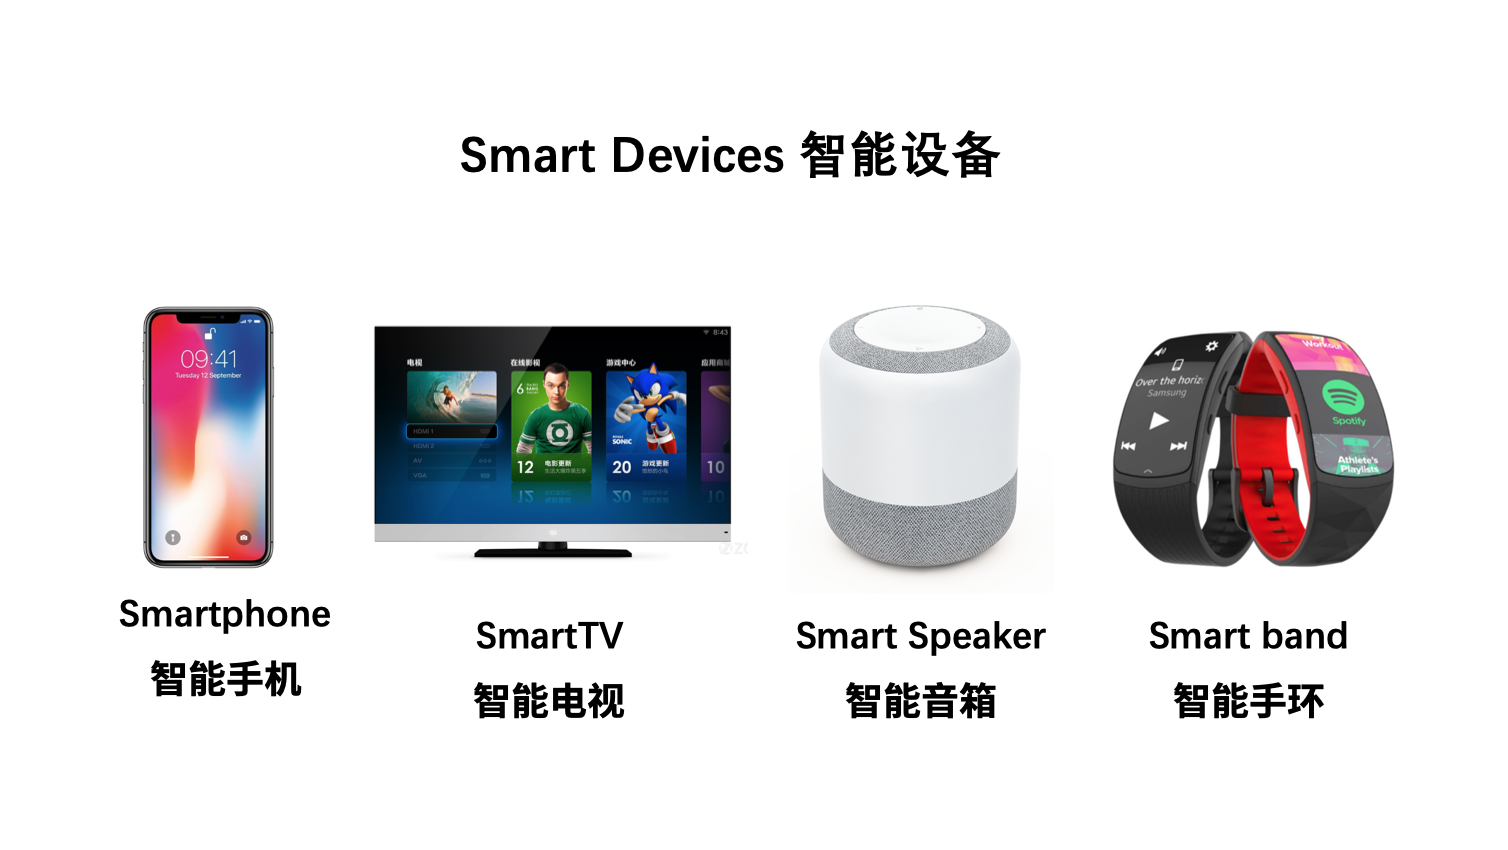 Smart Devices 智能设备
09:41
Tuesday 12 September
8:43
电视
在线影视
游戏中心
应用商
HDMI 1
HDMI 2
AV
VGA
6
12
电影更新
SONIC
20
游戏更新
10
Over the horiz
Samsung
Workout
Spotify
Athlete's
Playlists
Smartphone
智能手机
SmartTV
智能电视
Smart Speaker
智能音箱
Smart band
智能手环